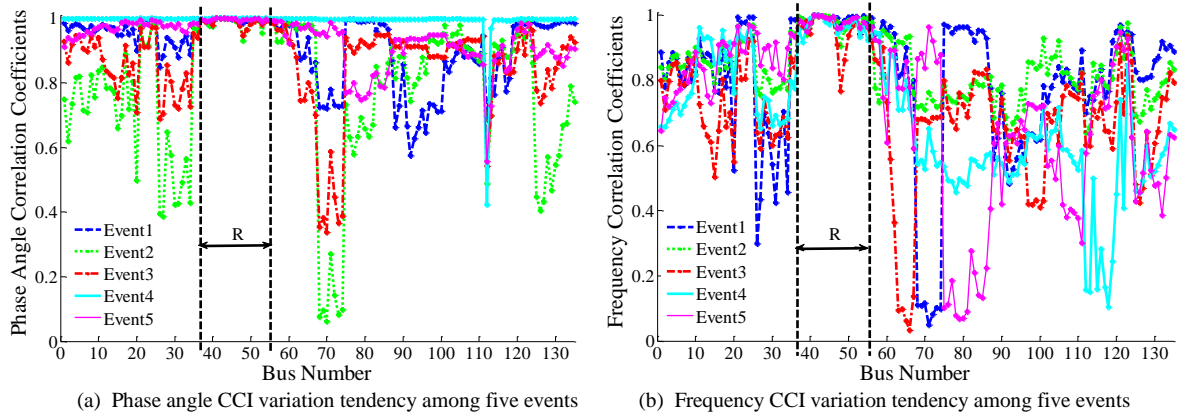 Phase Angle Correlation Coefficients
1
0.8
0.6
0.4
0.2
0
R
Event1
Event2
Event3
Event4
Event5
0 10 20 30 40 50 60 70 80 90 100 110 120 130
Bus Number
(a) Phase angle CCI variation tendency among five events
Frequency Correlation Coefficients
1
0.8
0.6
0.4
0.2
0
R
Event1
Event2
Event3
Event4
Event5
0 10 20 30 40 50 60 70 80 90 100 110 120 130
Bus Number
(b) Frequency CCI variation tendency among five events